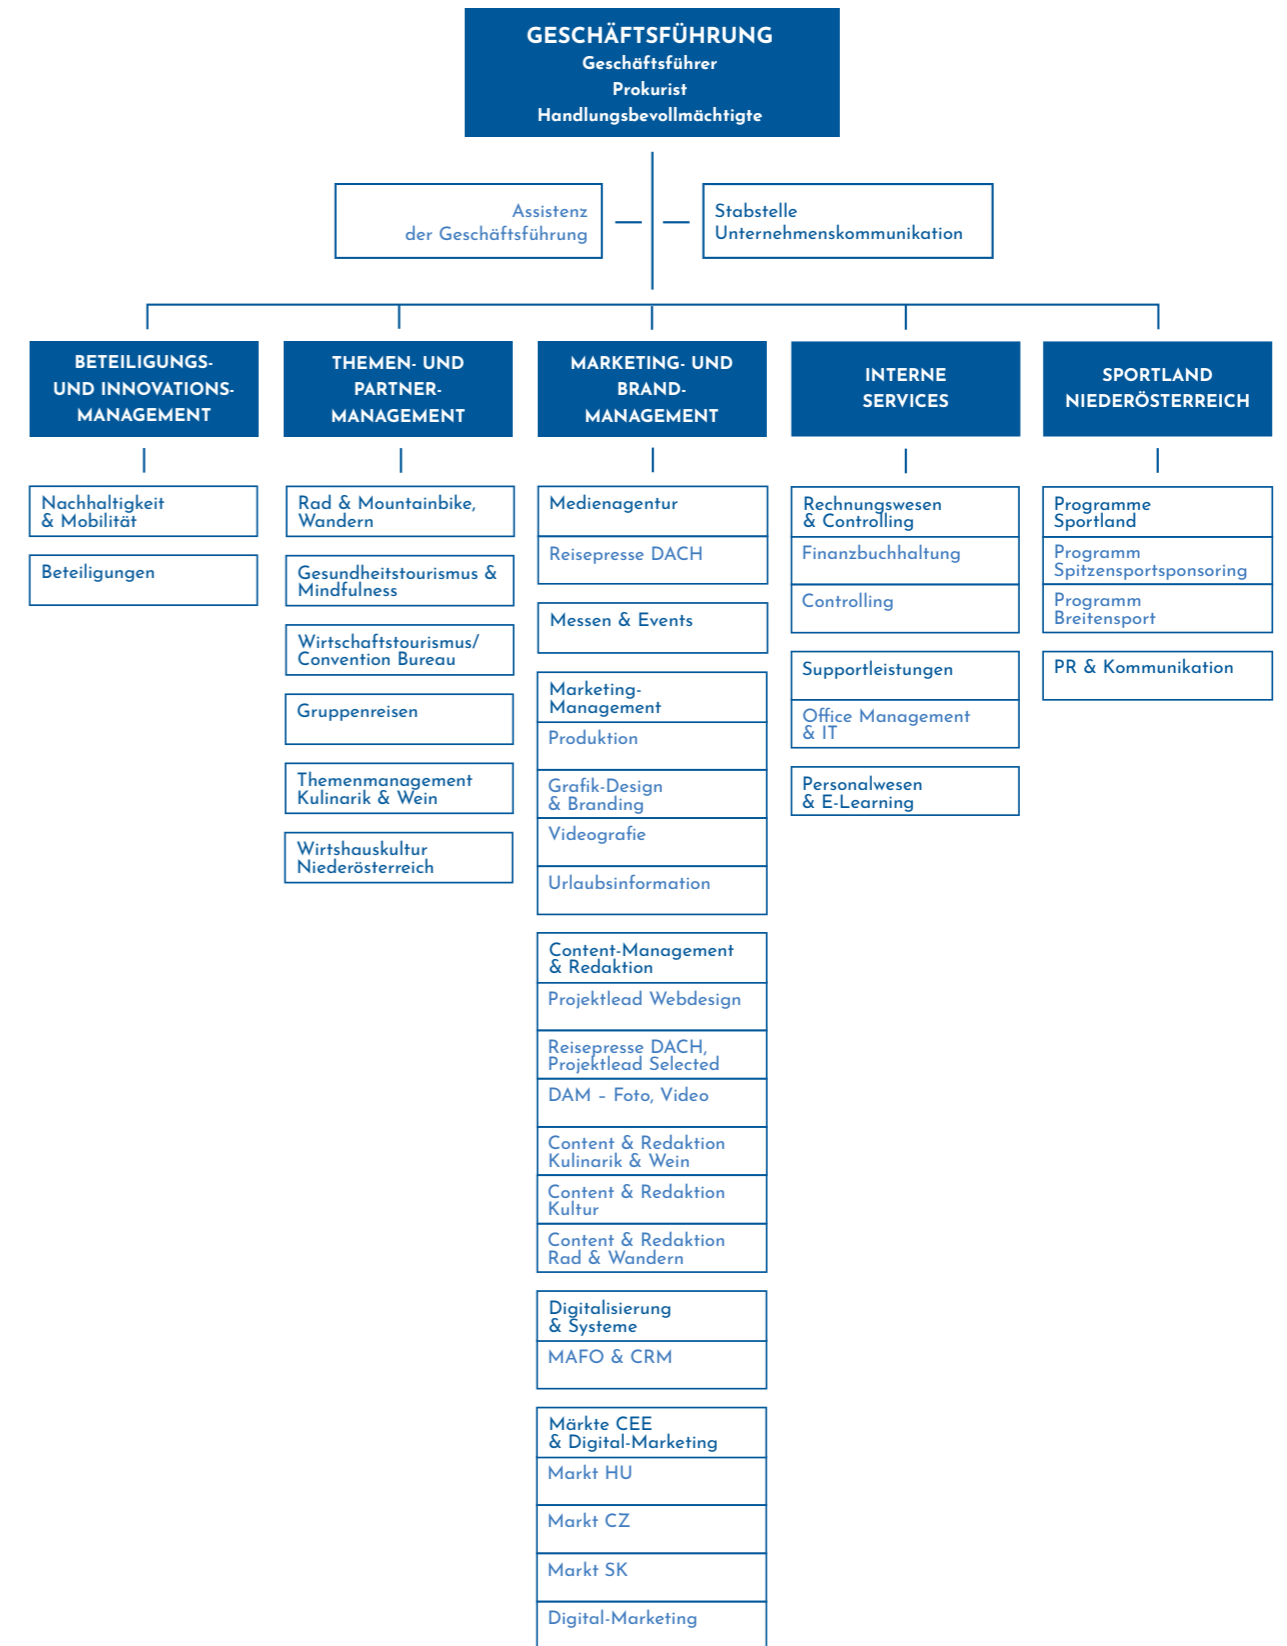 GESCHÄFTSFÜHRUNG
Geschäftsführer
Prokurist
Handlungsbevollmächtigte
Assistenz
der Geschäftsführung
Stabstelle
Unternehmenskommunikation
BETEILIGUNGS-
UND INNOVATIONS-
MANAGEMENT
Nachhaltigkeit
& Mobilität
Beteiligungen
THEMEN- UND
PARTNER-
MANAGEMENT
Rad & Mountainbike,
Wandern
Gesundheitstourismus &
Mindfulness
Wirtschaftstourismus/
Convention Bureau
Gruppenreisen
Themenmanagement
Kulinarik & Wein
Wirtshauskultur
Niederösterreich
MARKETING- UND
BRAND-
MANAGEMENT
Medienagentur
Reisepresse DACH
Messen & Events
Marketing-
Management
Produktion
Grafik-Design
& Branding
Videografie
Urlaubsinformation
Content-Management
& Redaktion
Projektlead Webdesign
Reisepresse DACH,
Projektlead Selected
DAM – Foto, Video
Content & Redaktion
Kulinarik & Wein
Content & Redaktion
Kultur
Content & Redaktion
Rad & Wandern
Digitalisierung
& Systeme
MAFO & CRM
Märkte CEE
& Digital-Marketing
Markt HU
Markt CZ
Markt SK
Digital-Marketing
INTERNE
SERVICES
Rechnungswesen
& Controlling
Finanzbuchhaltung
Controlling
Supportleistungen
Office Management
& IT
Personalwesen
& E-Learning
SPORTLAND
NIEDERÖSTERREICH
Programme
Sportland
Programm
Spitzensportsponsoring
Programm
Breitensport
PR & Kommunikation